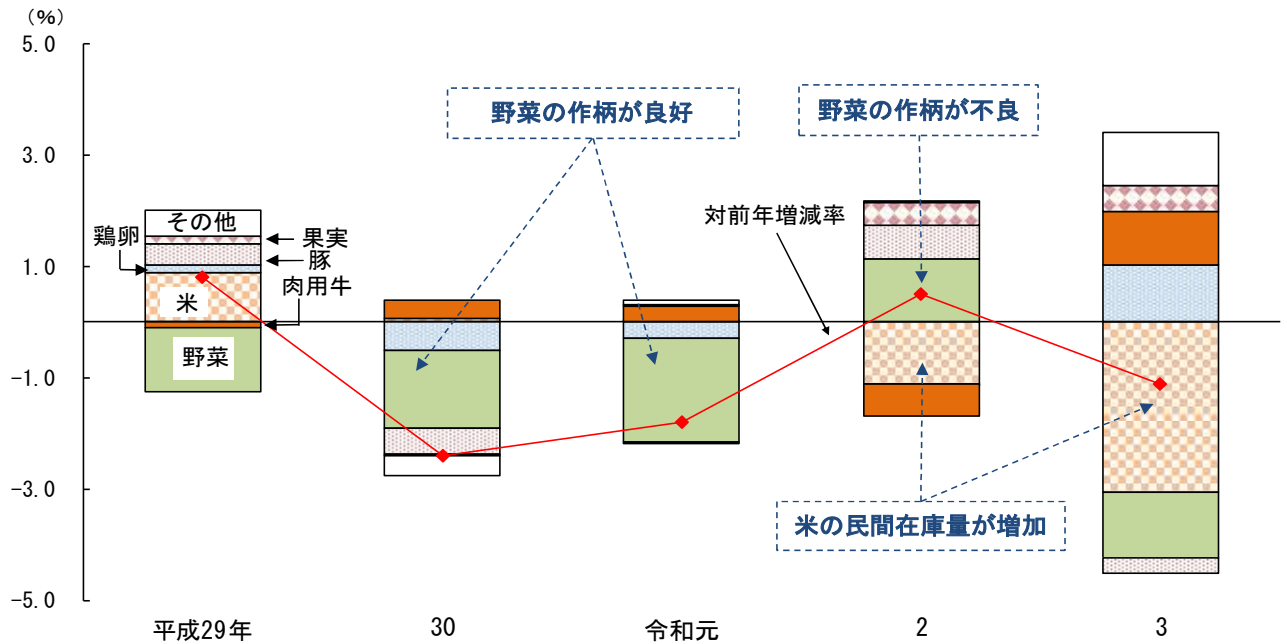 （%）
5.0
3.0
1.0
-1.0
-3.0
-5.0
野菜の作柄が良好
野菜の作柄が不良
対前年増減率
その他
鶏卵
果実
豚
肉用牛
米
野菜
米の民間在庫量が増加
平成29年
30
令和元
2
3